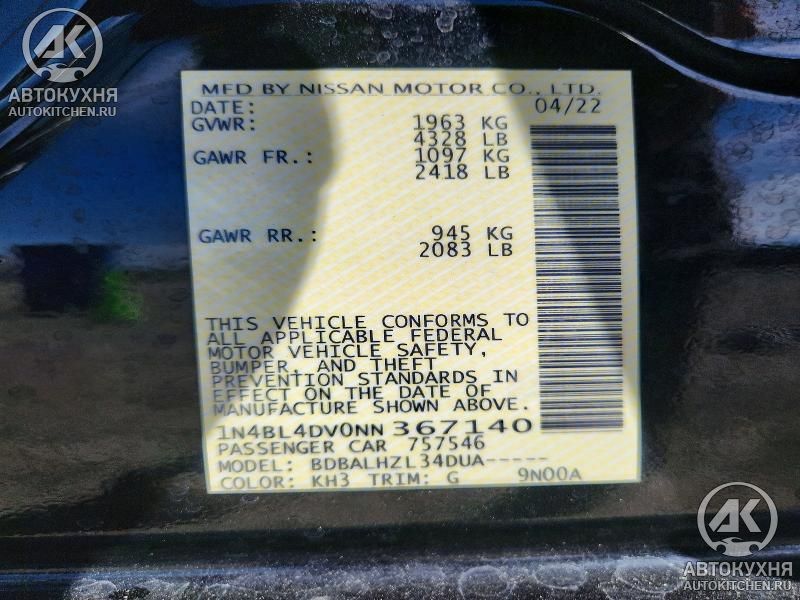 АК
АВТОКУХНЯ
AUTOKITCHEN.RU
MFD BY NISSAN MOTOR CO., LTD.
DATE: 04/22
GVWR: 1963 KG
4328 LB
GAWR FR.: 1097 KG
2418 LB
GAWR RR.: 945 KG
2083 LB
THIS VEHICLE CONFORMS TO
ALL APPLICABLE FEDERAL
MOTOR VEHICLE SAFETY,
BUMPER, AND THEFT
PREVENTION STANDARDS IN
EFFECT ON THE DATE OF
MANUFACTURE SHOWN ABOVE.
1N4BL4DV0NN367140
PASSENGER CAR 757546
MODEL: BDBALHZL34DUA-----
COLOR: KH3 TRIM: G 9N00A
АК
АВТОКУХНЯ
AUTOKITCHEN.RU